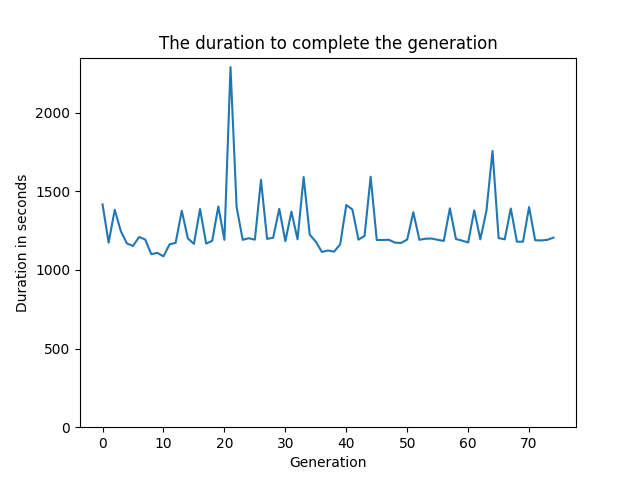 The duration to complete the generation
2000
1500
1000
500
0
Duration in seconds
0 10 20 30 40 50 60 70
Generation